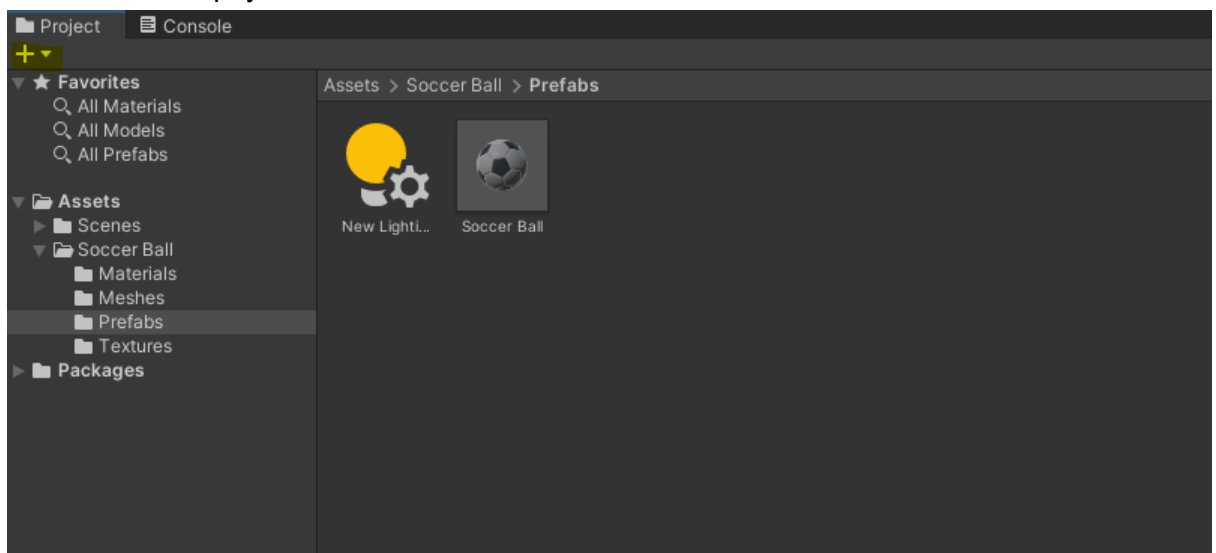 Project Console
Favorites
All Materials
All Models
All Prefabs
Assets
Scenes
Soccer Ball
Materials
Meshes
Prefabs
Textures
Packages
Assets > Soccer Ball > Prefabs
New Lighti...
Soccer Ball